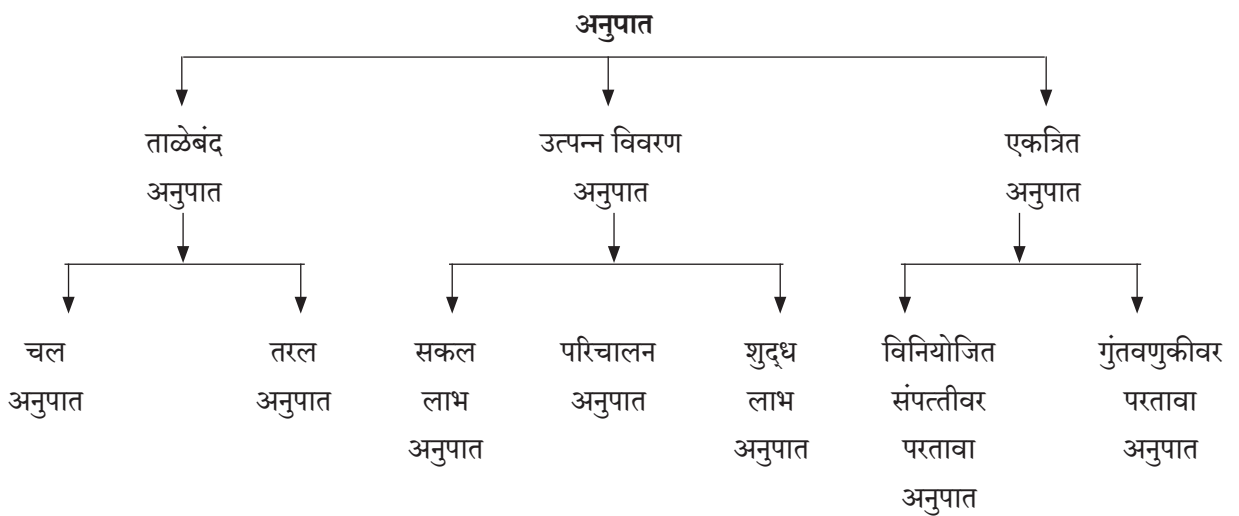 अनुपात
ताळेबंद
अनुपात
उत्पन्न विवरण
अनुपात
एकत्रित
अनुपात
चल
अनुपात
तरल
अनुपात
सकल
लाभ
अनुपात
परिचालन
अनुपात
शुद्ध
लाभ
अनुपात
विनियोजित
संपत्तीवर
परतावा
अनुपात
गुंतवणुकीवर
परतावा
अनुपात